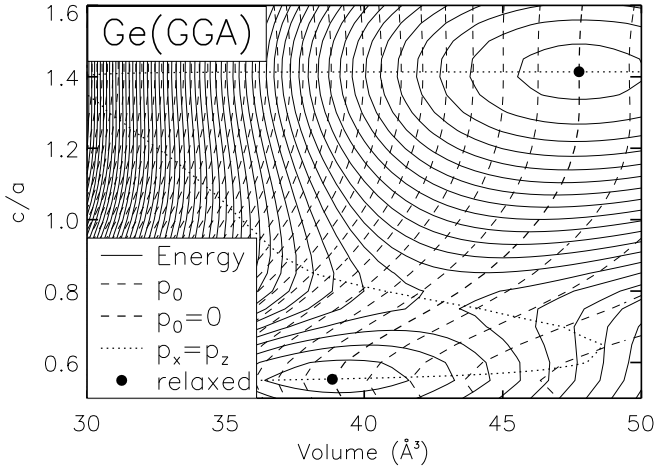 Ge(GGA)
1.6
1.4
1.2
1.0
0.8
0.6
c/a
Energy
p₀
p₀=0
pₓ=p_z
relaxed
30
35
40
45
50
Volume (Å³)